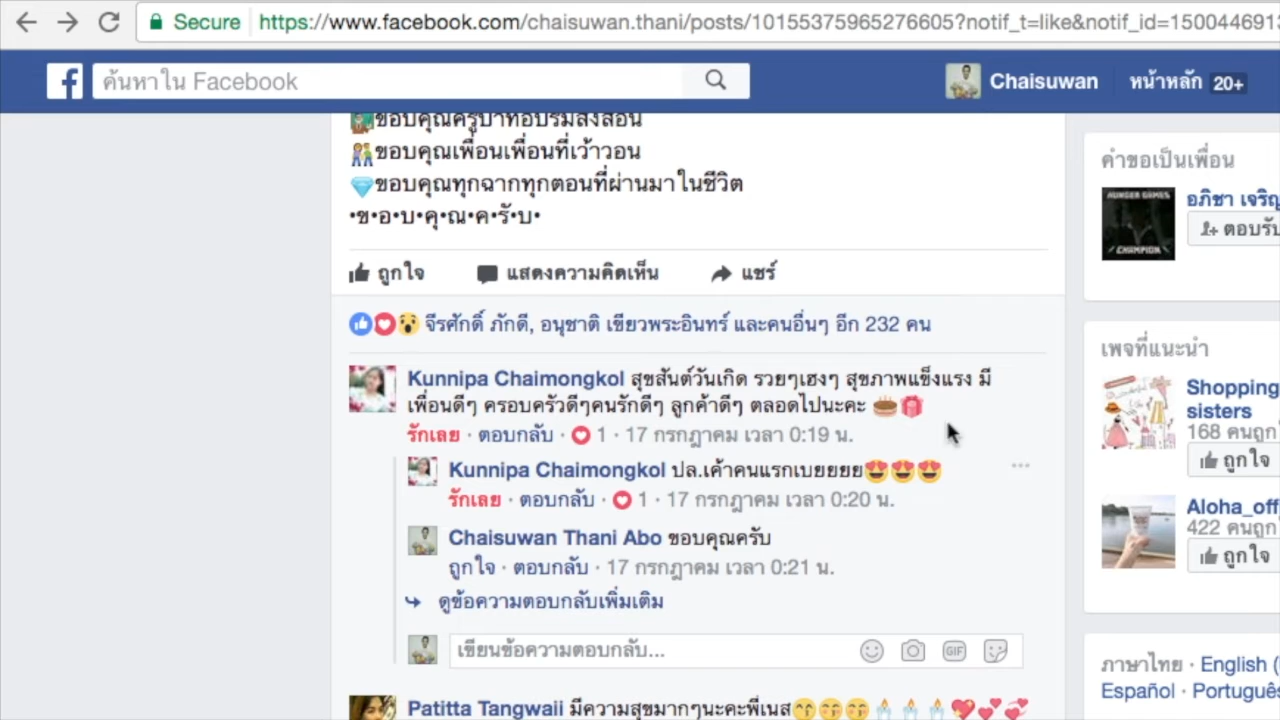 Secure https://www.facebook.com/chaisuwan.thani/posts/10155375965276605?notif_t=like&notif_id=150044691
ค้นหาใน Facebook
Chaisuwan หน้าหลัก 20+
ขอบคุณครูบาที่อบรมสั่งสอน
ขอบคุณเพื่อนเพื่อนที่เว้าวอน
ขอบคุณทุกฉากทุกตอนที่ผ่านมาในชีวิต
•ข•อ•บ•คุ•ณ•ค•รั•บ•
ถูกใจ แสดงความคิดเห็น แชร์
จีรศักดิ์ ภักดี, อนุชาติ เขียวพระอินทร์ และคนอื่นๆ อีก 232 คน
Kunnipa Chaimongkol สุขสันต์วันเกิด รวยๆเฮงๆ สุขภาพแข็งแรง มี
เพื่อนดีๆ ครอบครัวดีๆคนรักดีๆ ลูกค้าดีๆ ตลอดไปนะคะ 🎂🎁
รักเลย · ตอบกลับ · 1 · 17 กรกฎาคม เวลา 0:19 น.
Kunnipa Chaimongkol ปล.เค้าคนแรกเบยยยย😍😍😍
รักเลย · ตอบกลับ · 1 · 17 กรกฎาคม เวลา 0:20 น.
Chaisuwan Thani Abo ขอบคุณครับ
ถูกใจ · ตอบกลับ · 17 กรกฎาคม เวลา 0:21 น.
ดูข้อความตอบกลับเพิ่มเติม
เขียนข้อความตอบกลับ... GIF
Patitta Tangwaii มีความสุขมากๆนะคะพี่เนส
คำขอเป็นเพื่อน
HUNGER GAMES
CHAMPION
อภิชา เจริญ
ตอบรับ
เพจที่แนะนำ
Shopping
sisters
168 คนถูก
ถูกใจ
Aloha_off
422 คนถูก
ถูกใจ
ภาษาไทย · English (
Español · Português